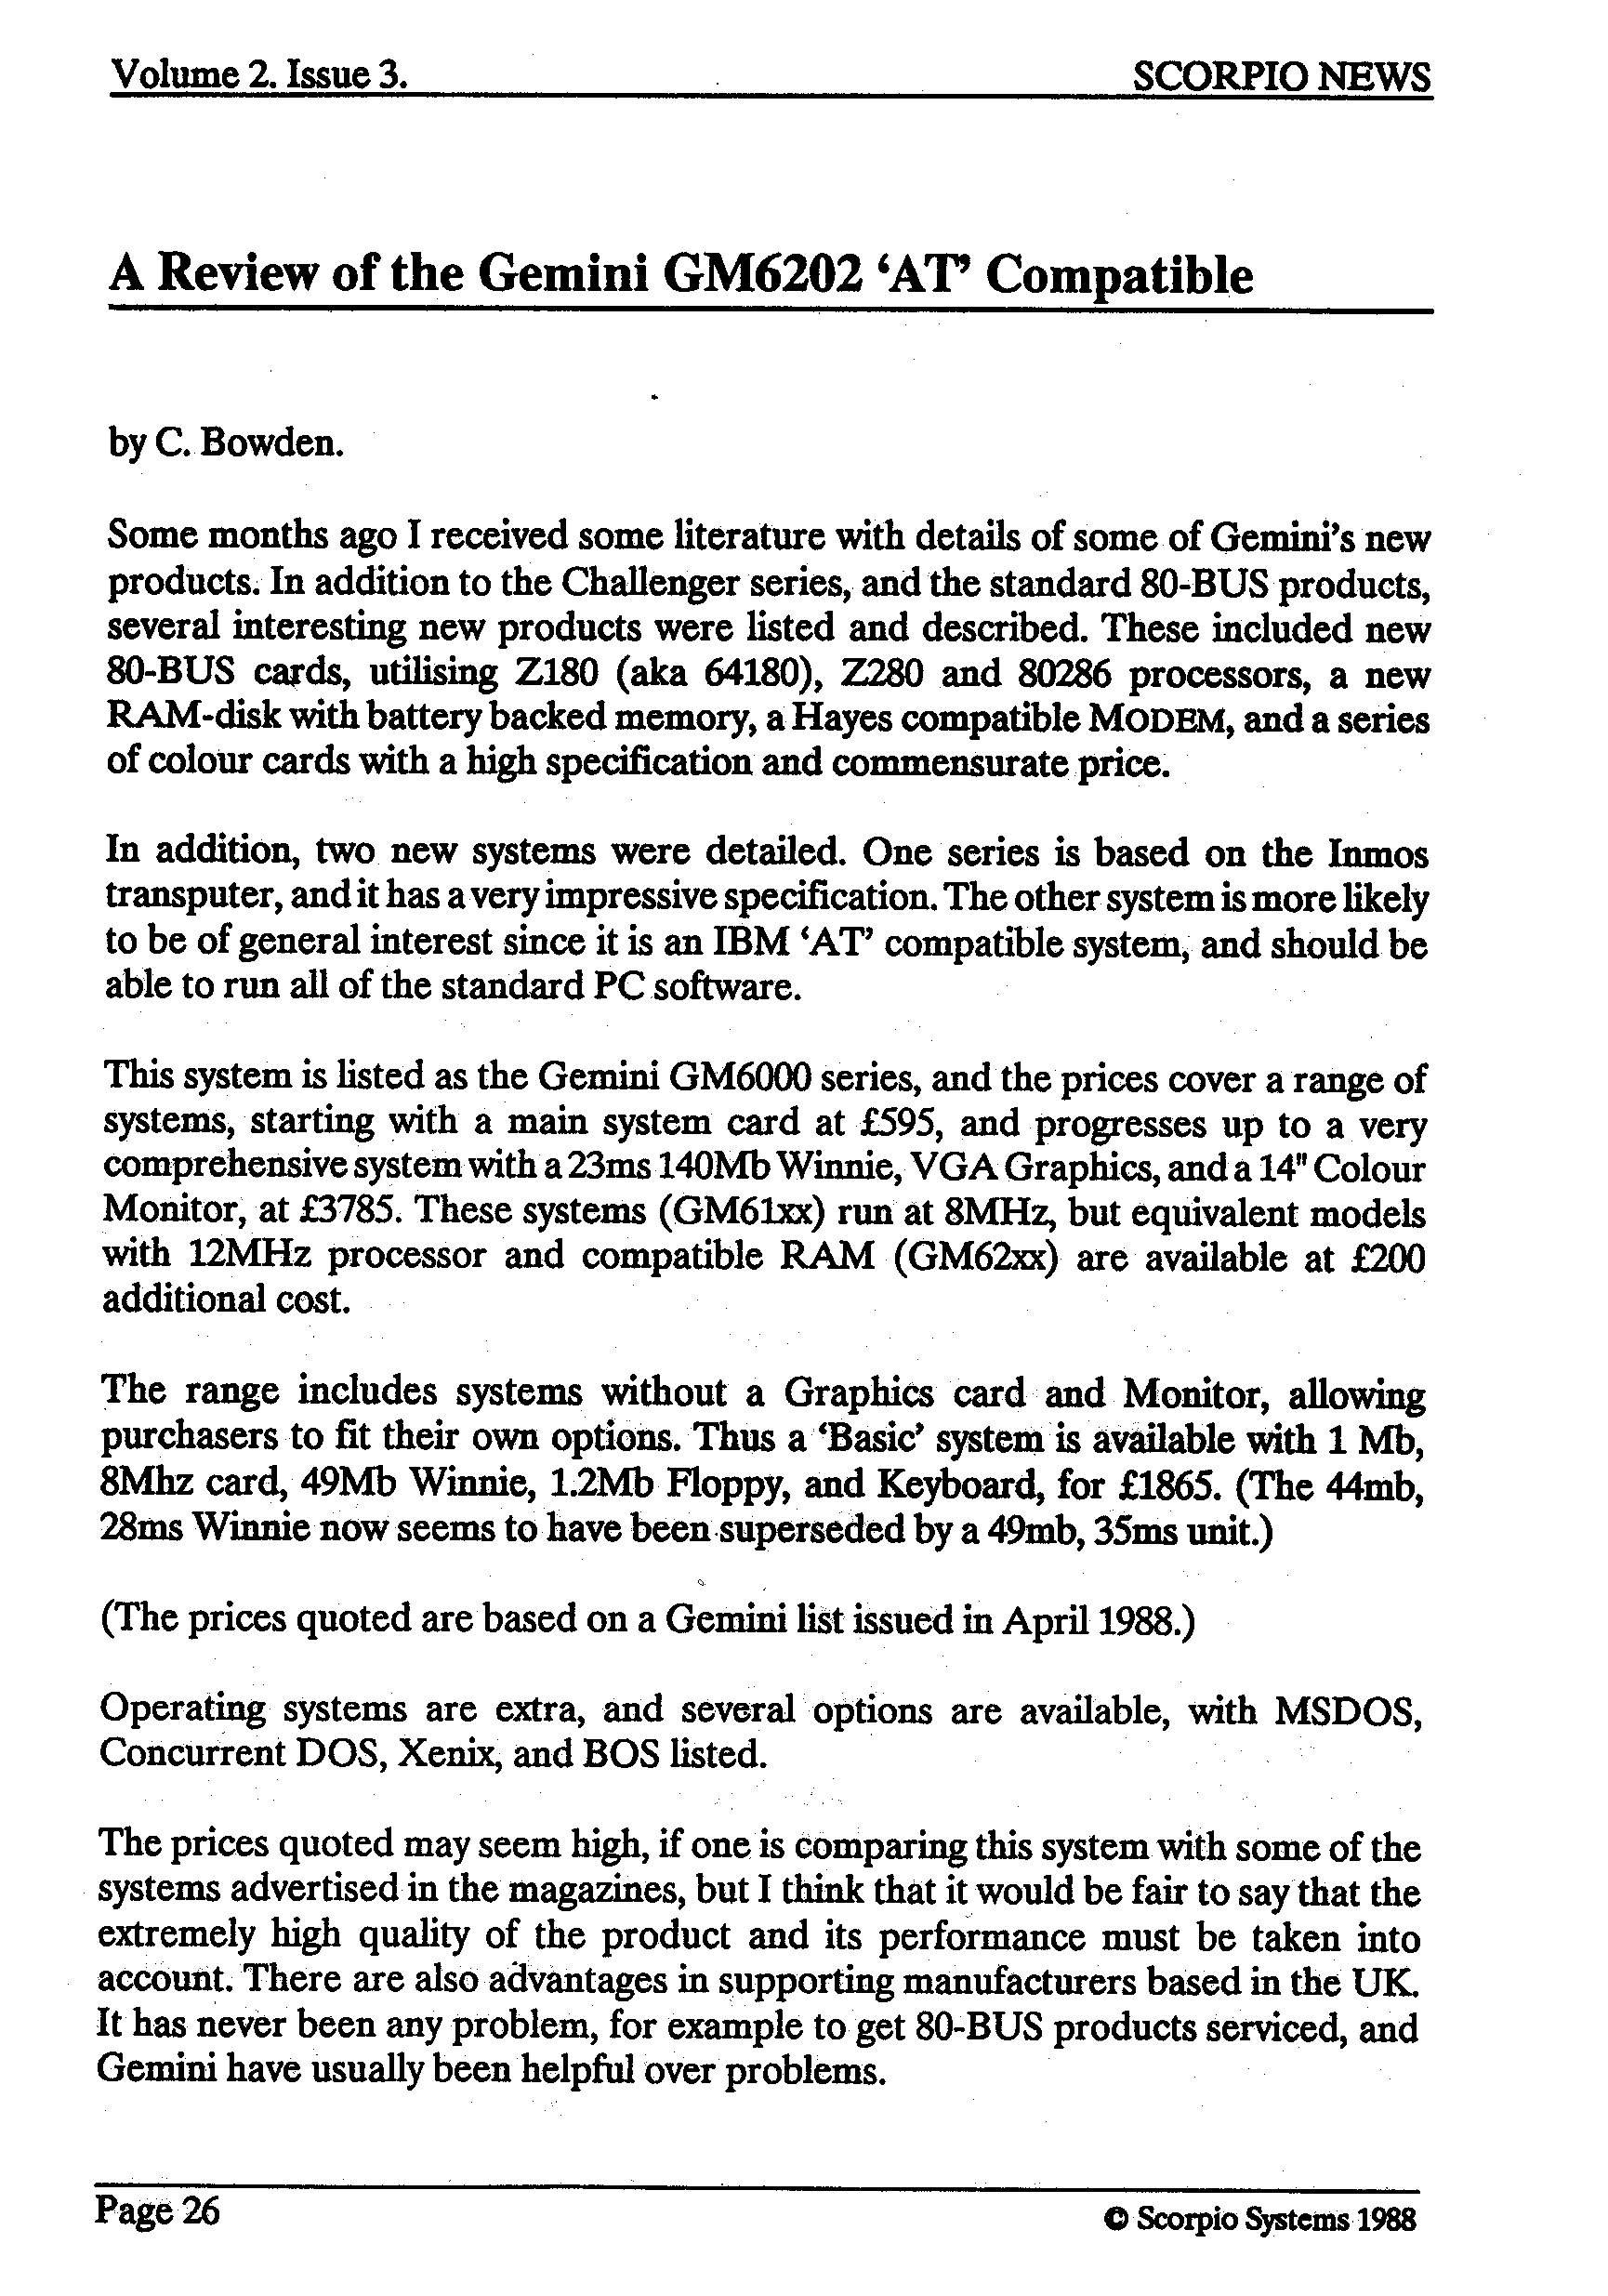 Volume 2. Issue 3. SCORPIO NEWS
A Review of the Gemini GM6202 ‘AT’ Compatible
by C. Bowden.
Some months ago I received some literature with details of some of Gemini’s new
products. In addition to the Challenger series, and the standard 80-BUS products,
several interesting new products were listed and described. These included new
80-BUS cards, utilising Z180 (aka 64180), Z280 and 80286 processors, a new
RAM-disk with battery backed memory, a Hayes compatible MODEM, and a series
of colour cards with a high specification and commensurate price.
In addition, two new systems were detailed. One series is based on the Inmos
transputer, and it has a very impressive specification. The other system is more likely
to be of general interest since it is an IBM ‘AT’ compatible system, and should be
able to run all of the standard PC software.
This system is listed as the Gemini GM6000 series, and the prices cover a range of
systems, starting with a main system card at £595, and progresses up to a very
comprehensive system with a 23ms 140Mb Winnie, VGA Graphics, and a 14" Colour
Monitor, at £3785. These systems (GM61xx) run at 8MHz, but equivalent models
with 12MHz processor and compatible RAM (GM62xx) are available at £200
additional cost.
The range includes systems without a Graphics card and Monitor, allowing
purchasers to fit their own options. Thus a ‘Basic’ system is available with 1 Mb,
8Mhz card, 49Mb Winnie, 1.2Mb Floppy, and Keyboard, for £1865. (The 44mb,
28ms Winnie now seems to have been superseded by a 49mb, 35ms unit.)
(The prices quoted are based on a Gemini list issued in April 1988.)
Operating systems are extra, and several options are available, with MSDOS,
Concurrent DOS, Xenix, and BOS listed.
The prices quoted may seem high, if one is comparing this system with some of the
systems advertised in the magazines, but I think that it would be fair to say that the
extremely high quality of the product and its performance must be taken into
account. There are also advantages in supporting manufacturers based in the UK.
It has never been any problem, for example to get 80-BUS products serviced, and
Gemini have usually been helpful over problems.
Page 26 © Scorpio Systems 1988